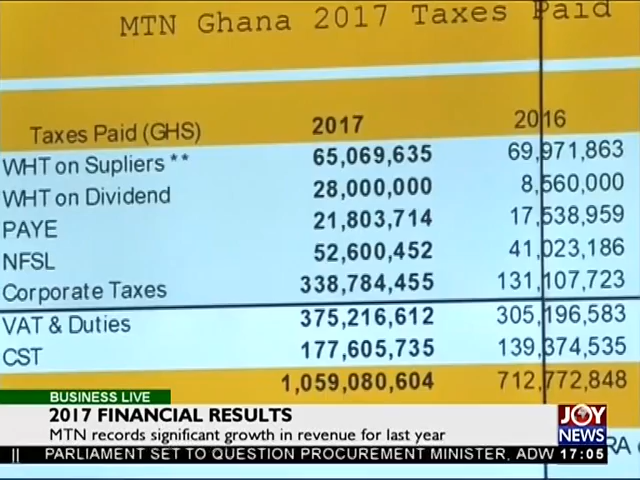 MTN Ghana 2017 Taxes Paid
Taxes Paid (GHS) 2017 2016
WHT on Supliers ** 65,069,635 69,971,863
WHT on Dividend 28,000,000 8,560,000
PAYE 21,803,714 17,538,959
NFSL 52,600,452 41,023,186
Corporate Taxes 338,784,455 131,107,723
VAT & Duties 375,216,612 305,196,583
CST 177,605,735 139,374,535
1,059,080,604 712,772,848
BUSINESS LIVE
2017 FINANCIAL RESULTS
MTN records significant growth in revenue for last year
JOY
NEWS
|| PARLIAMENT SET TO QUESTION PROCUREMENT MINISTER, ADW 17:05